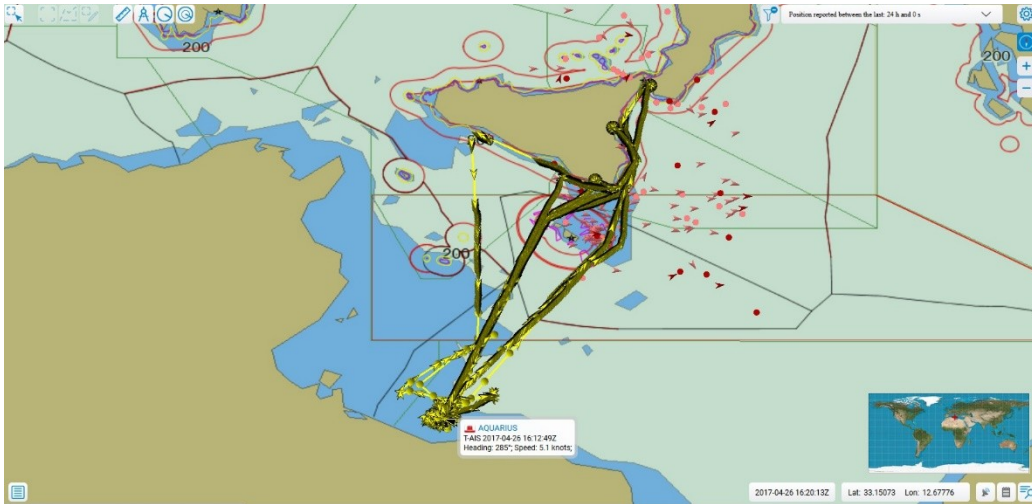 Position reported between the last: 24 h and 0 s
200
200
200
AQUARIUS
T-AIS 2017-04-26 16:12:49Z
Heading: 285°; Speed: 5.1 knots;
2017-04-26 16:20:13Z
Lat: 33.15073 Lon: 12.67776